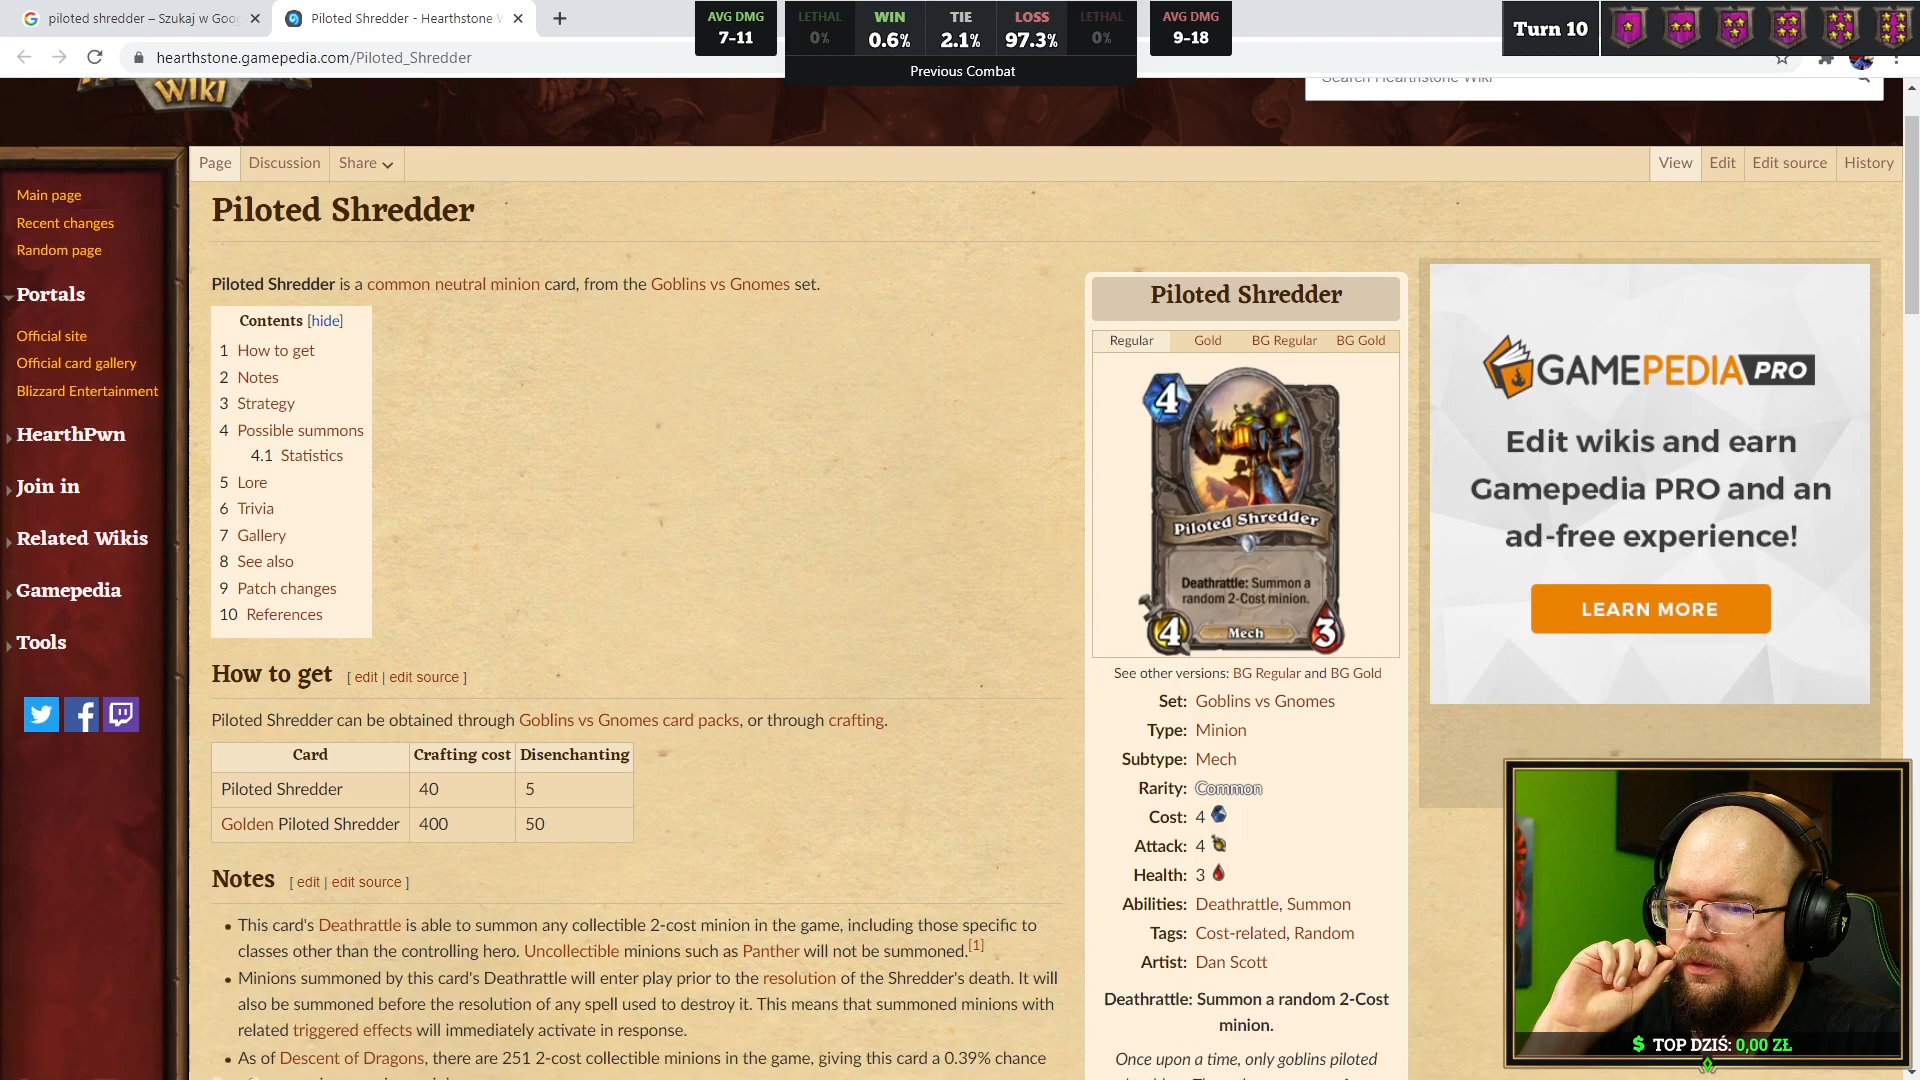 piloted shredder – Szukaj w Goog
Piloted Shredder - Hearthstone W
AVG DMG
7-11
LETHAL
0%
WIN
0.6%
TIE
2.1%
LOSS
97.3%
LETHAL
0%
AVG DMG
9-18
Previous Combat
Turn 10
hearthstone.gamepedia.com/Piloted_Shredder
WIKI
Search Hearthstone Wiki
Page
Discussion
Share
View
Edit
Edit source
History
Main page
Recent changes
Random page
Portals
Official site
Official card gallery
Blizzard Entertainment
HearthPwn
Join in
Related Wikis
Gamepedia
Tools
Piloted Shredder
Piloted Shredder is a common neutral minion card, from the Goblins vs Gnomes set.
Contents [hide]
1 How to get
2 Notes
3 Strategy
4 Possible summons
4.1 Statistics
5 Lore
6 Trivia
7 Gallery
8 See also
9 Patch changes
10 References
How to get [ edit | edit source ]
Piloted Shredder can be obtained through Goblins vs Gnomes card packs, or through crafting.
Card Crafting cost Disenchanting
Piloted Shredder 40 5
Golden Piloted Shredder 400 50
Notes [ edit | edit source ]
This card's Deathrattle is able to summon any collectible 2-cost minion in the game, including those specific to
classes other than the controlling hero. Uncollectible minions such as Panther will not be summoned.[1]
Minions summoned by this card's Deathrattle will enter play prior to the resolution of the Shredder's death. It will
also be summoned before the resolution of any spell used to destroy it. This means that summoned minions with
related triggered effects will immediately activate in response.
As of Descent of Dragons, there are 251 2-cost collectible minions in the game, giving this card a 0.39% chance
Piloted Shredder
Regular Gold BG Regular BG Gold
4
Piloted Shredder
Deathrattle: Summon a
random 2-Cost minion.
4
Mech
3
See other versions: BG Regular and BG Gold
Set: Goblins vs Gnomes
Type: Minion
Subtype: Mech
Rarity: Common
Cost: 4
Attack: 4
Health: 3
Abilities: Deathrattle, Summon
Tags: Cost-related, Random
Artist: Dan Scott
Deathrattle: Summon a random 2-Cost
minion.
Once upon a time, only goblins piloted
GAMEPEDIA PRO
Edit wikis and earn
Gamepedia PRO and an
ad-free experience!
LEARN MORE
$ TOP DZIŚ: 0,00 ZŁ